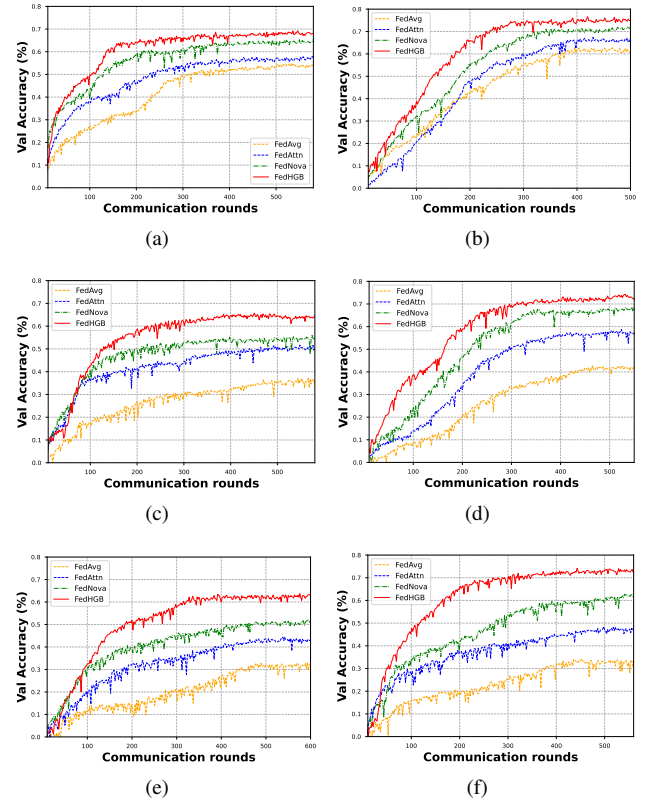 0.8
0.7
0.6
0.5
0.4
0.3
0.2
0.1
0.0
Val Accuracy (%)
FedAvg
FedAttn
FedNova
FedHGB
100 200 300 400 500
Communication rounds
(a)
0.8
0.7
0.6
0.5
0.4
0.3
0.2
0.1
0.0
Val Accuracy (%)
FedAvg
FedAttn
FedNova
FedHGB
100 200 300 400 500
Communication rounds
(b)
0.8
0.7
0.6
0.5
0.4
0.3
0.2
0.1
0.0
Val Accuracy (%)
FedAvg
FedAttn
FedNova
FedHGB
100 200 300 400 500
Communication rounds
(c)
0.8
0.7
0.6
0.5
0.4
0.3
0.2
0.1
0.0
Val Accuracy (%)
FedAvg
FedAttn
FedNova
FedHGB
100 200 300 400 500
Communication rounds
(d)
0.8
0.7
0.6
0.5
0.4
0.3
0.2
0.1
0.0
Val Accuracy (%)
FedAvg
FedAttn
FedNova
FedHGB
100 200 300 400 500 600
Communication rounds
(e)
0.8
0.7
0.6
0.5
0.4
0.3
0.2
0.1
0.0
Val Accuracy (%)
FedAvg
FedAttn
FedNova
FedHGB
100 200 300 400 500
Communication rounds
(f)